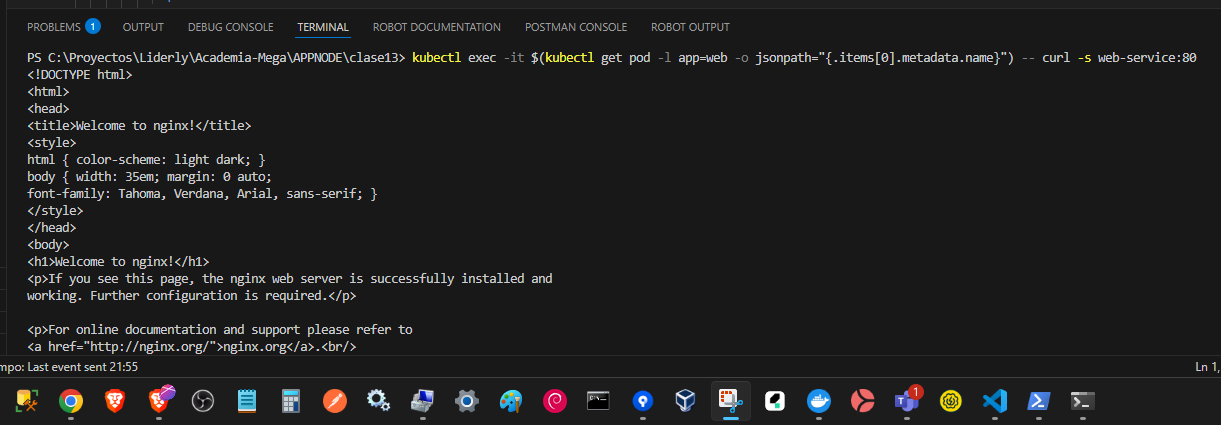 PROBLEMS 1 OUTPUT DEBUG CONSOLE TERMINAL ROBOT DOCUMENTATION POSTMAN CONSOLE ROBOT OUTPUT
PS C:\Proyectos\Liderly\Academia-Mega\APPNODE\clase13> kubectl exec -it $(kubectl get pod -l app=web -o jsonpath="{.items[0].metadata.name}") -- curl -s web-service:80
<!DOCTYPE html>
<html>
<head>
<title>Welcome to nginx!</title>
<style>
html { color-scheme: light dark; }
body { width: 35em; margin: 0 auto;
font-family: Tahoma, Verdana, Arial, sans-serif; }
</style>
</head>
<body>
<h1>Welcome to nginx!</h1>
<p>If you see this page, the nginx web server is successfully installed and
working. Further configuration is required.</p>
<p>For online documentation and support please refer to
<a href="http://nginx.org/">nginx.org</a>.<br/>
mpo: Last event sent 21:55 Ln 1,
1